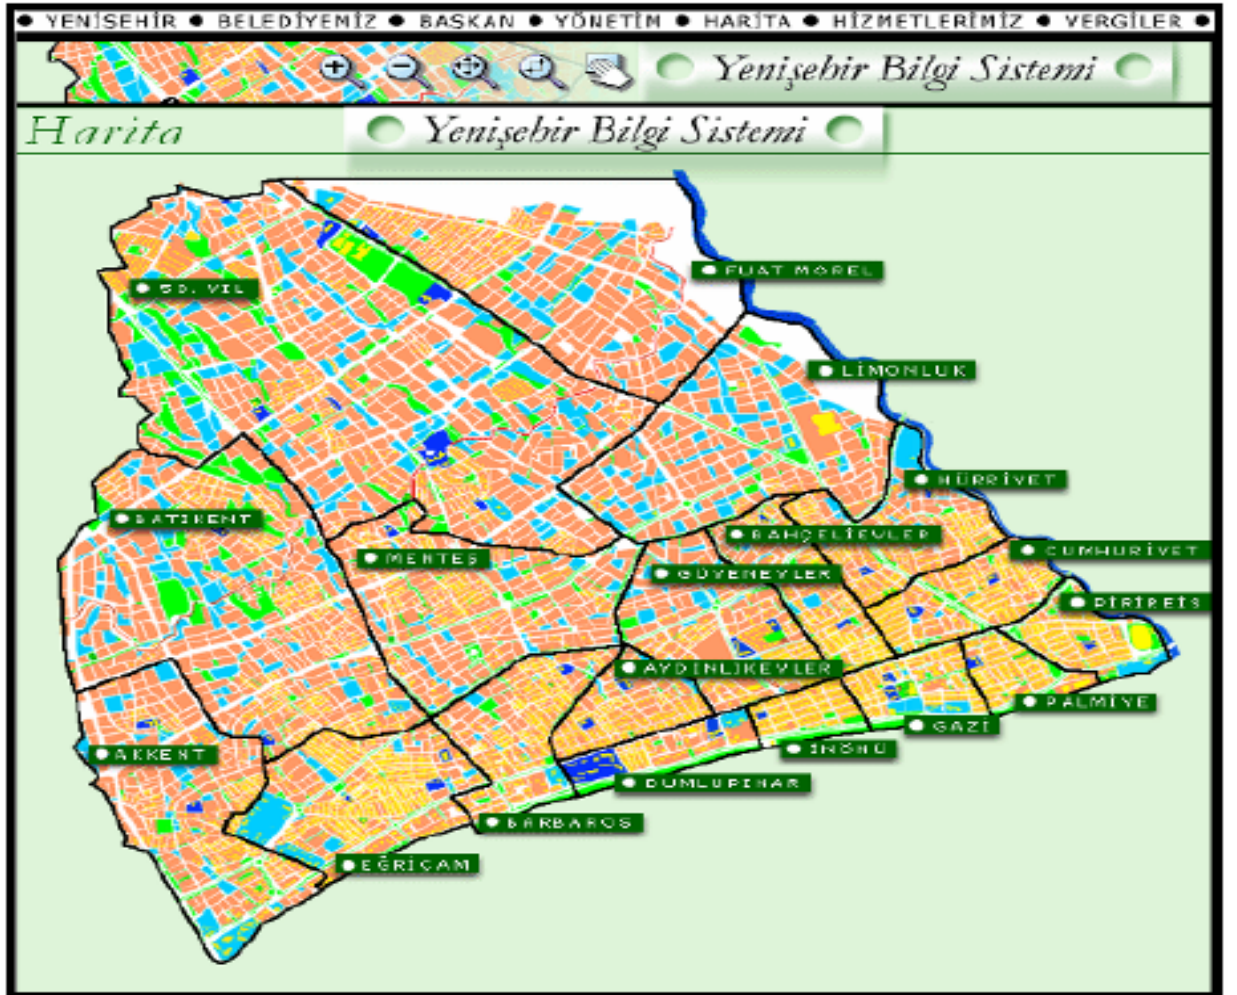 ● YENİSEHİR ● BELEDİYEMİZ ● BASKAN ● YÖNETİM ● HARİTA ● HİZMETLERİMİZ ● VERGİLER ●
Yenişehir Bilgi Sistemi
Harita
Yenişehir Bilgi Sistemi
FUAT MOREL
50. YIL
LİMONLUK
HÜRRİYET
BATIKENT
BAHÇELİEVLER
CUMHURİYET
MENTEŞ
GÜVENEVLER
PİRİREİS
AYDINLIKEVLER
PALMİYE
GAZİ
AKKENT
İNÖNÜ
DUMLUPINAR
BARBAROS
EĞRİÇAM